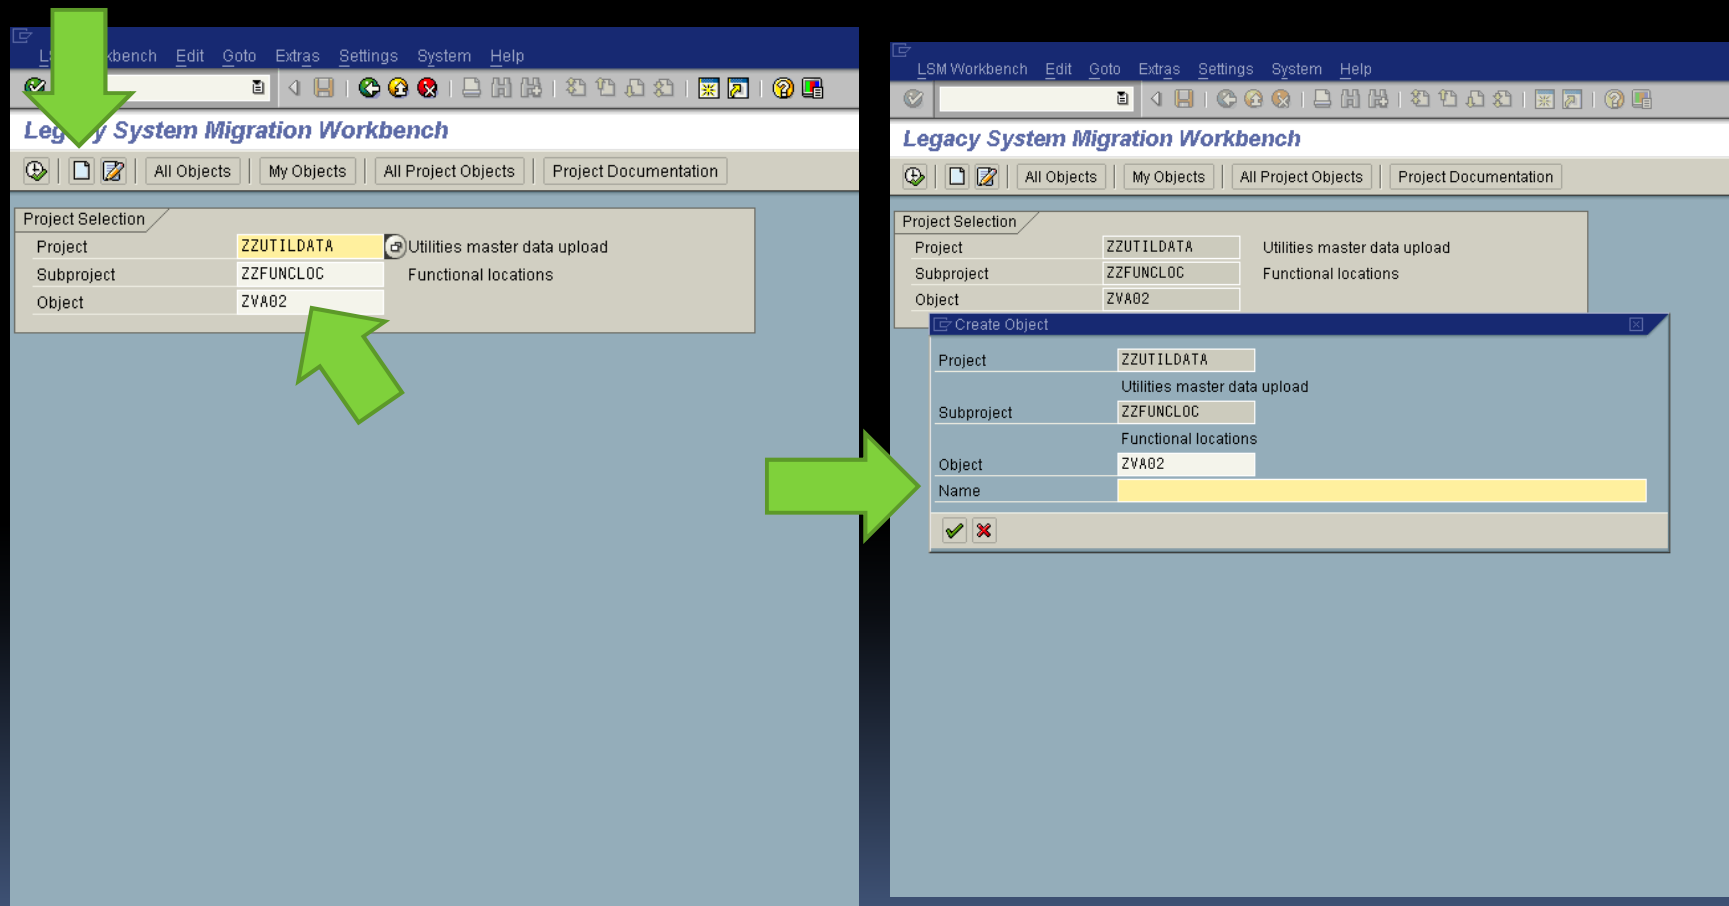 LSM Workbench Edit Goto Extras Settings System Help
Legacy System Migration Workbench
All Objects My Objects All Project Objects Project Documentation
Project Selection
Project ZZUTILDATA Utilities master data upload
Subproject ZZFUNCLOC Functional locations
Object ZVA02
LSM Workbench Edit Goto Extras Settings System Help
Legacy System Migration Workbench
All Objects My Objects All Project Objects Project Documentation
Project Selection
Project ZZUTILDATA Utilities master data upload
Subproject ZZFUNCLOC Functional locations
Object ZVA02
Create Object
Project ZZUTILDATA
Utilities master data upload
Subproject ZZFUNCLOC
Functional locations
Object ZVA02
Name